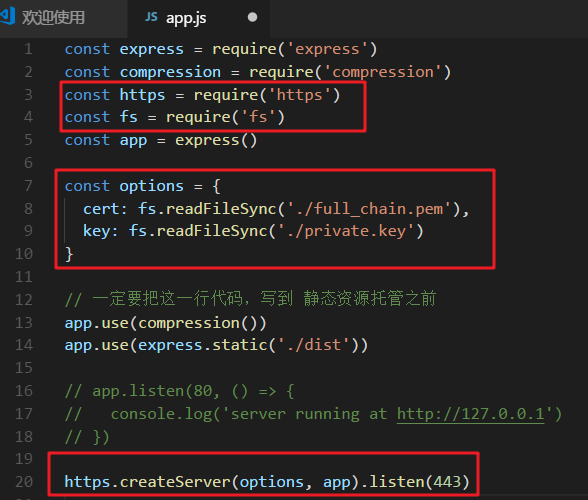 欢迎使用 JS app.js
1 const express = require('express')
2 const compression = require('compression')
3 const https = require('https')
4 const fs = require('fs')
5 const app = express()
6
7 const options = {
8 cert: fs.readFileSync('./full_chain.pem'),
9 key: fs.readFileSync('./private.key')
10 }
11
12 // 一定要把这一行代码，写到 静态资源托管之前
13 app.use(compression())
14 app.use(express.static('./dist'))
15
16 // app.listen(80, () => {
17 //   console.log('server running at http://127.0.0.1')
18 // })
19
20 https.createServer(options, app).listen(443)